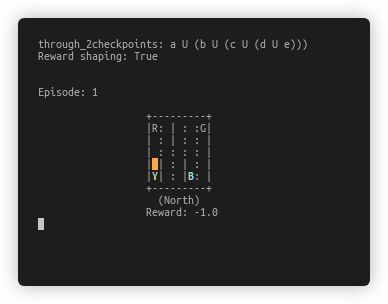 through_2checkpoints: a U (b U (c U (d U e)))
Reward shaping: True
Episode: 1
+---------+
|R: | : :G|
| : | : : |
| : : : : |
| | : | : |
|Y| : |B: |
+---------+
(North)
Reward: -1.0